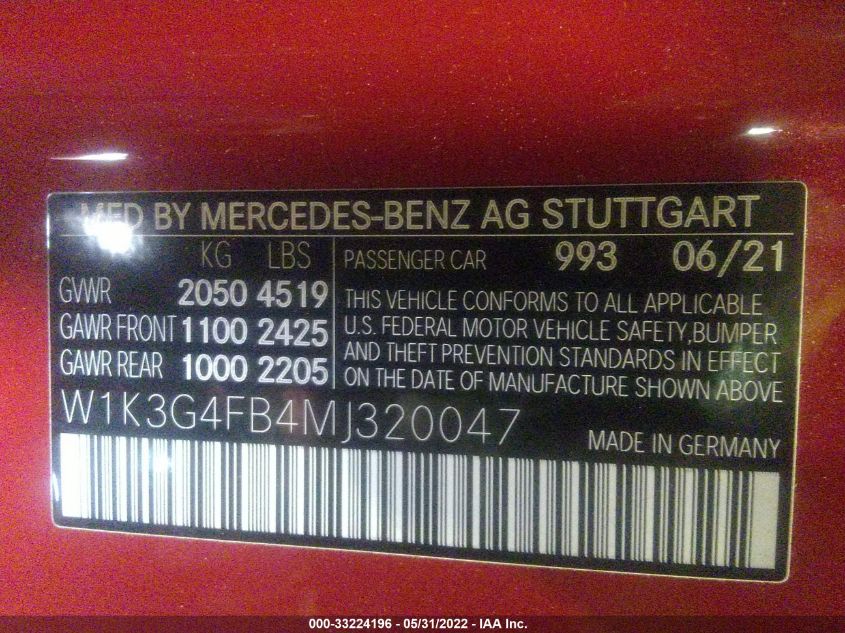 MFD BY MERCEDES-BENZ AG STUTTGART
KG LBS
GVWR 2050 4519
GAWR FRONT 1100 2425
GAWR REAR 1000 2205
PASSENGER CAR 993 06/21
THIS VEHICLE CONFORMS TO ALL APPLICABLE
U.S. FEDERAL MOTOR VEHICLE SAFETY,BUMPER
AND THEFT PREVENTION STANDARDS IN EFFECT
ON THE DATE OF MANUFACTURE SHOWN ABOVE
W1K3G4FB4MJ320047
MADE IN GERMANY
000-33224196 - 05/31/2022 - IAA Inc.